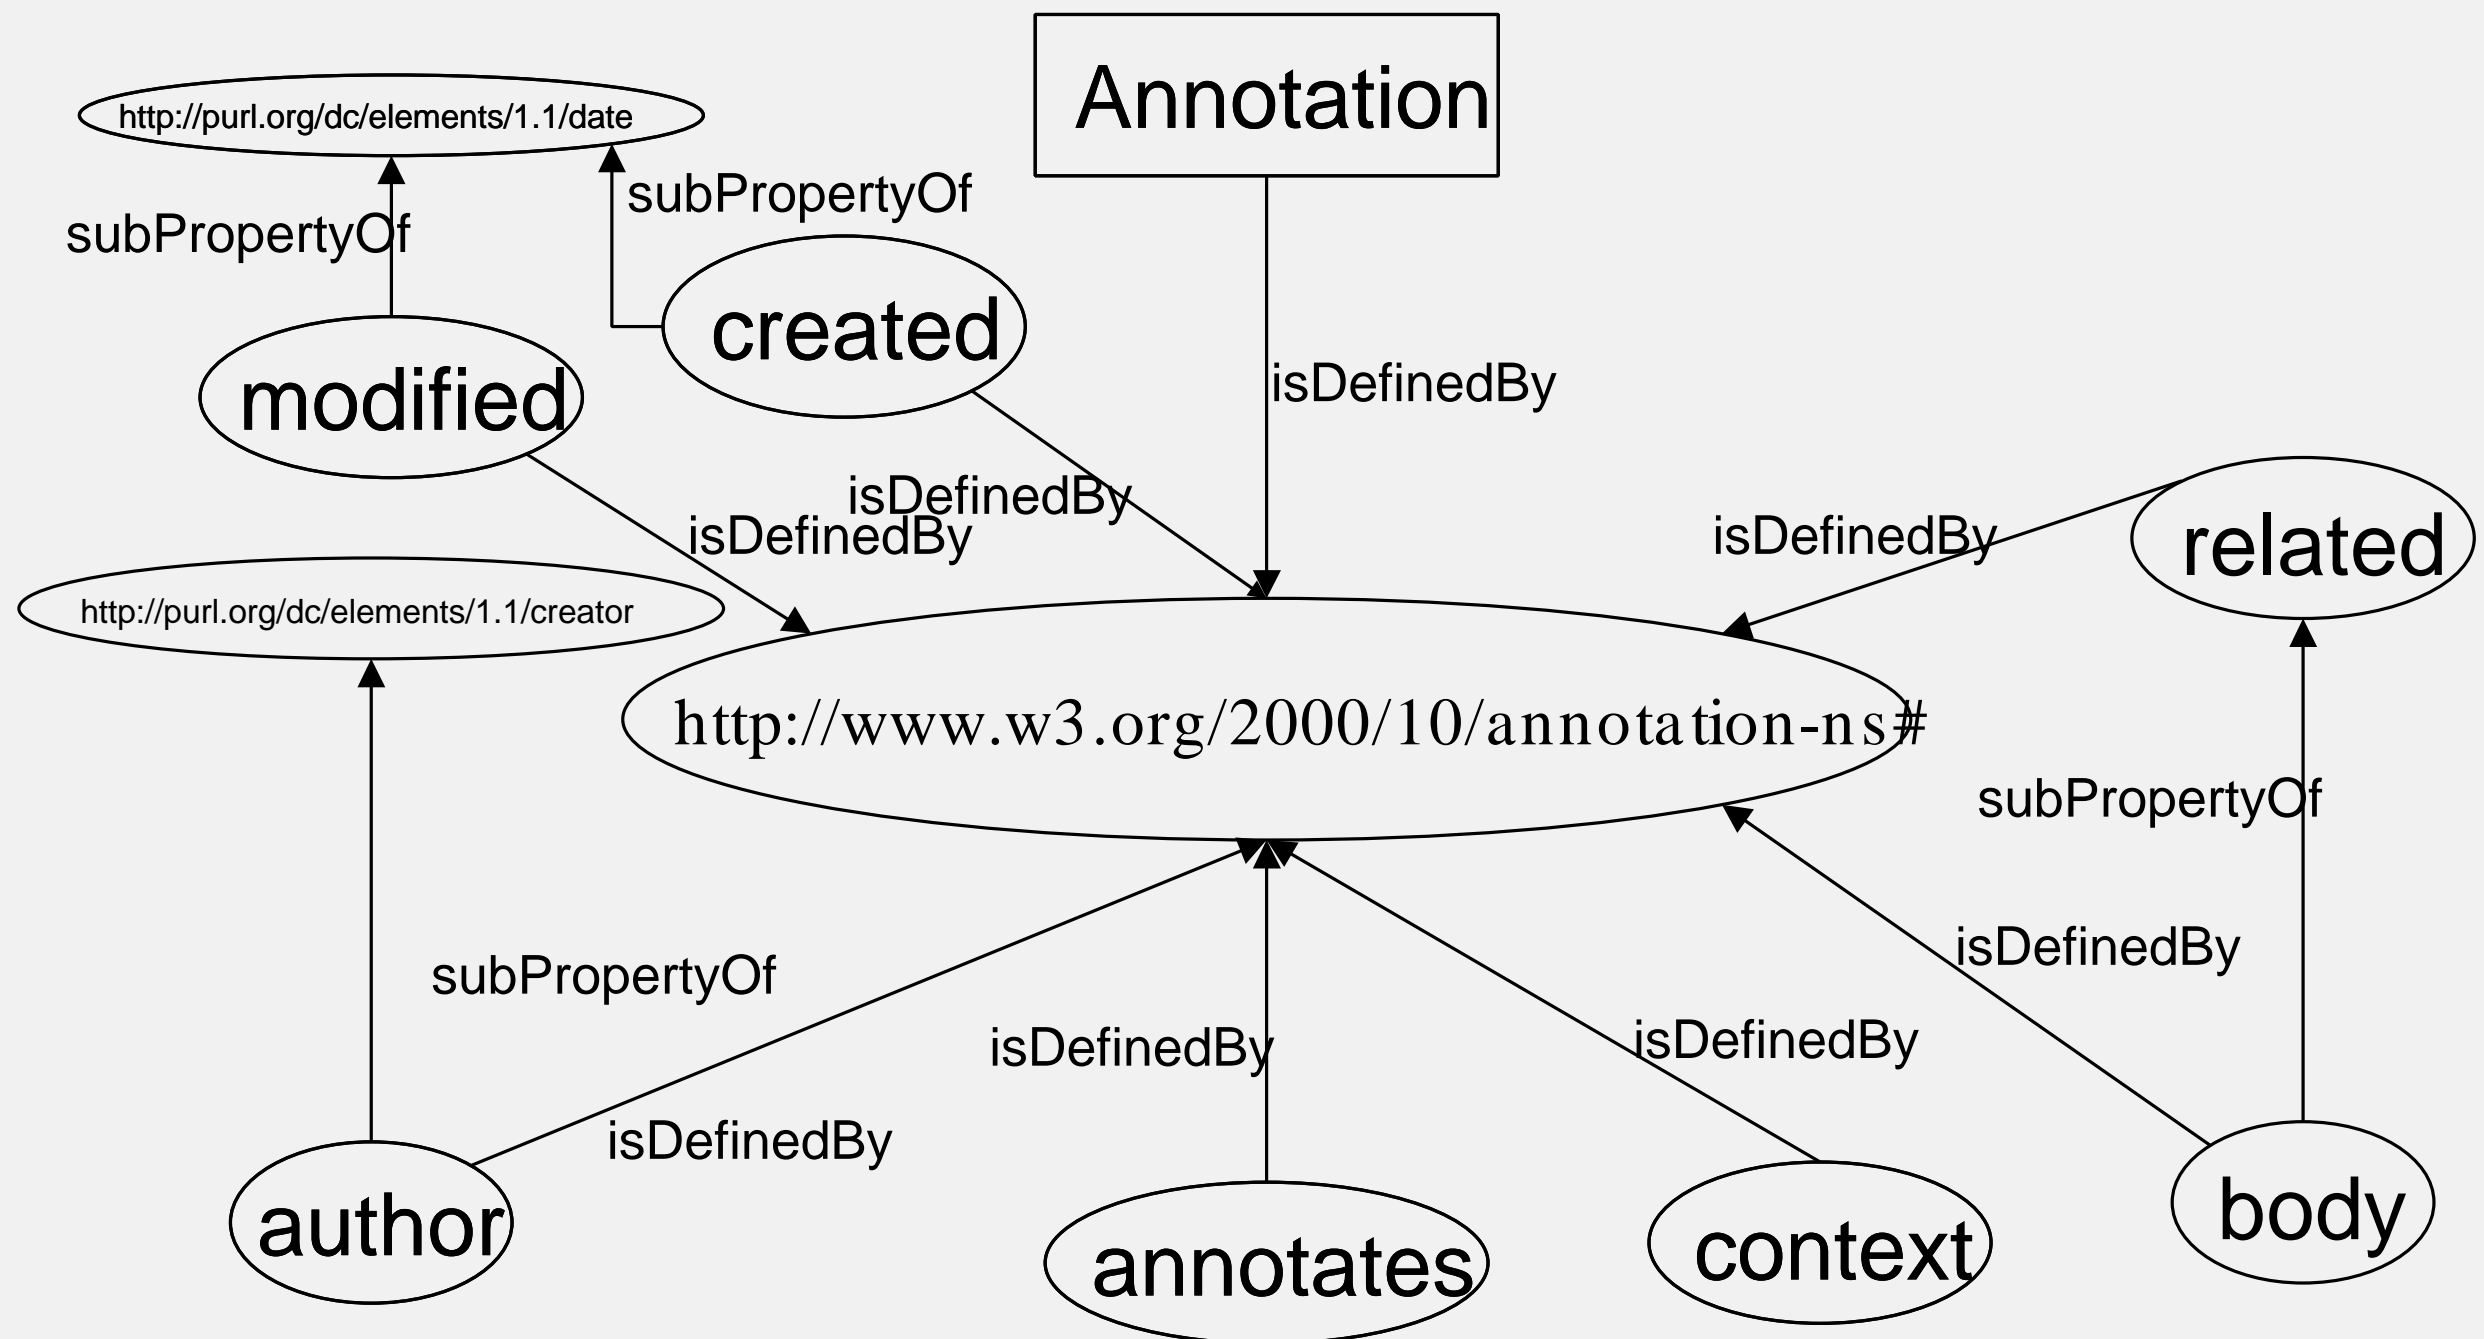 Annotation
http://purl.org/dc/elements/1.1/date
subPropertyOf
subPropertyOf
created
modified
isDefinedBy
isDefinedBy
isDefinedBy
isDefinedBy
related
http://purl.org/dc/elements/1.1/creator
http://www.w3.org/2000/10/annotation-ns#
subPropertyOf
isDefinedBy
subPropertyOf
isDefinedBy
isDefinedBy
isDefinedBy
author
annotates
context
body